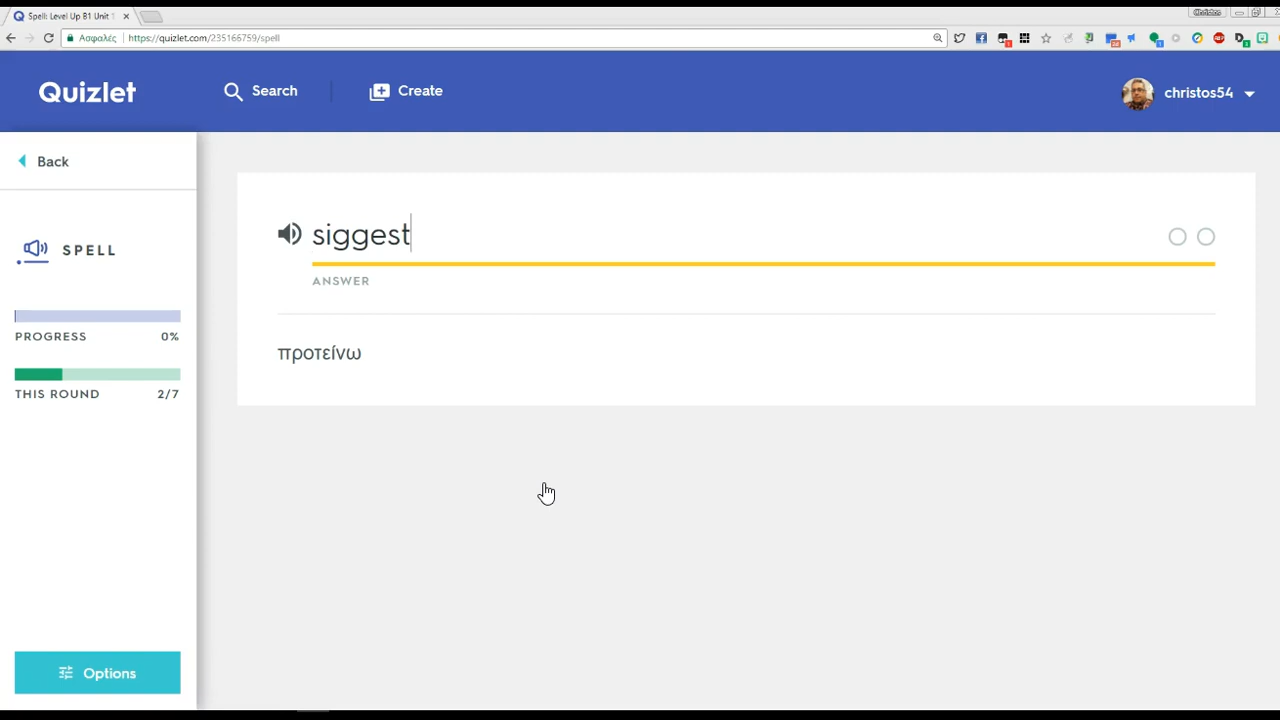 Spell: Level Up B1 Unit
Christos
Ασφαλές https://quizlet.com/235166759/spell
Quizlet Search Create christos54
Back
SPELL
siggest
ANSWER
PROGRESS 0%
προτείνω
THIS ROUND 2/7
Options